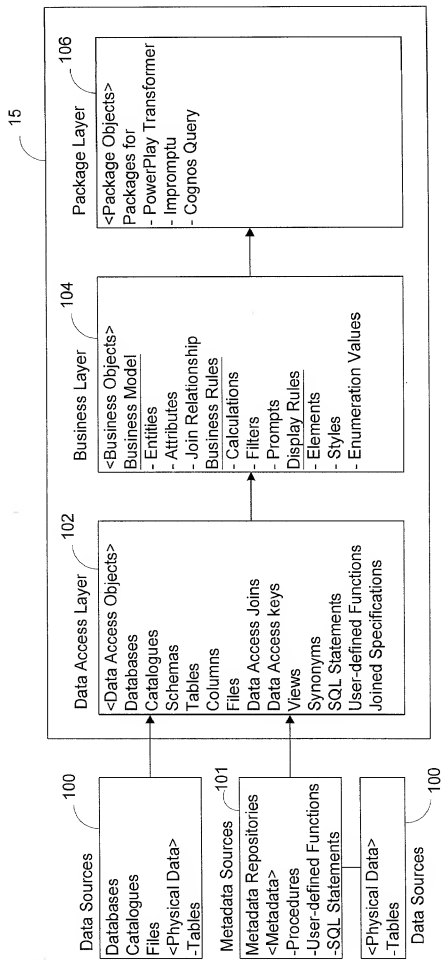 15
Data Sources
100
Databases
Catalogues
Files
<Physical Data>
-Tables
Metadata Sources
101
Metadata Repositories
<Metadata>
-Procedures
-User-defined Functions
-SQL Statements
<Physical Data>
-Tables
Data Sources
100
Data Access Layer
102
<Data Access Objects>
Databases
Catalogues
Schemas
Tables
Columns
Files
Data Access Joins
Data Access keys
Views
Synonyms
SQL Statements
User-defined Functions
Joined Specifications
Business Layer
104
<Business Objects>
Business Model
- Entities
- Attributes
- Join Relationship
Business Rules
- Calculations
- Filters
- Prompts
Display Rules
- Elements
- Styles
- Enumeration Values
Package Layer
106
<Package Objects>
Packages for
- PowerPlay Transformer
- Impromptu
- Cognos Query